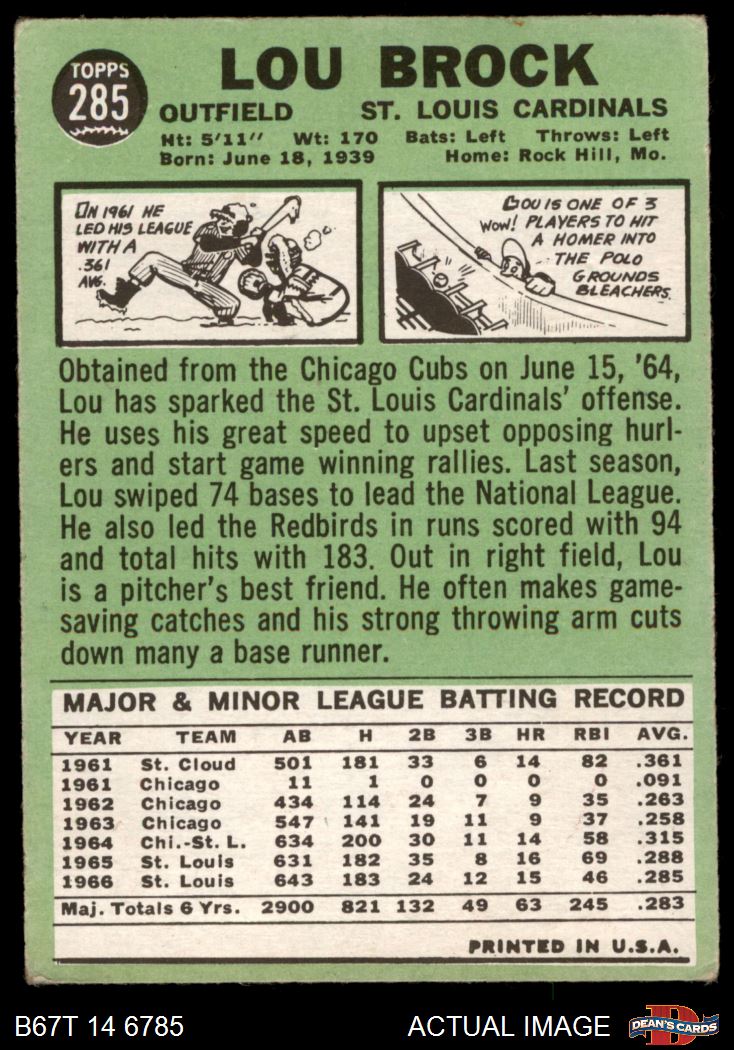 TOPPS
285
LOU BROCK
OUTFIELD ST. LOUIS CARDINALS
Ht: 5'11'' Wt: 170 Bats: Left Throws: Left
Born: June 18, 1939 Home: Rock Hill, Mo.
IN 1961 HE
LED HIS LEAGUE
WITH A
.361
AVG.
LOU IS ONE OF 3
WOW! PLAYERS TO HIT
A HOMER INTO
THE POLO
GROUNDS
BLEACHERS.
Obtained from the Chicago Cubs on June 15, '64,
Lou has sparked the St. Louis Cardinals' offense.
He uses his great speed to upset opposing hurl-
ers and start game winning rallies. Last season,
Lou swiped 74 bases to lead the National League.
He also led the Redbirds in runs scored with 94
and total hits with 183. Out in right field, Lou
is a pitcher's best friend. He often makes game-
saving catches and his strong throwing arm cuts
down many a base runner.
MAJOR & MINOR LEAGUE BATTING RECORD
YEAR TEAM AB H 2B 3B HR RBI AVG.
1961 St. Cloud 501 181 33 6 14 82 .361
1961 Chicago 11 1 0 0 0 0 .091
1962 Chicago 434 114 24 7 9 35 .263
1963 Chicago 547 141 19 11 9 37 .258
1964 Chi.-St. L. 634 200 30 11 14 58 .315
1965 St. Louis 631 182 35 8 16 69 .288
1966 St. Louis 643 183 24 12 15 46 .285
Maj. Totals 6 Yrs. 2900 821 132 49 63 245 .283
PRINTED IN U.S.A.
B67T 14 6785 ACTUAL IMAGE DEAN'S CARDS